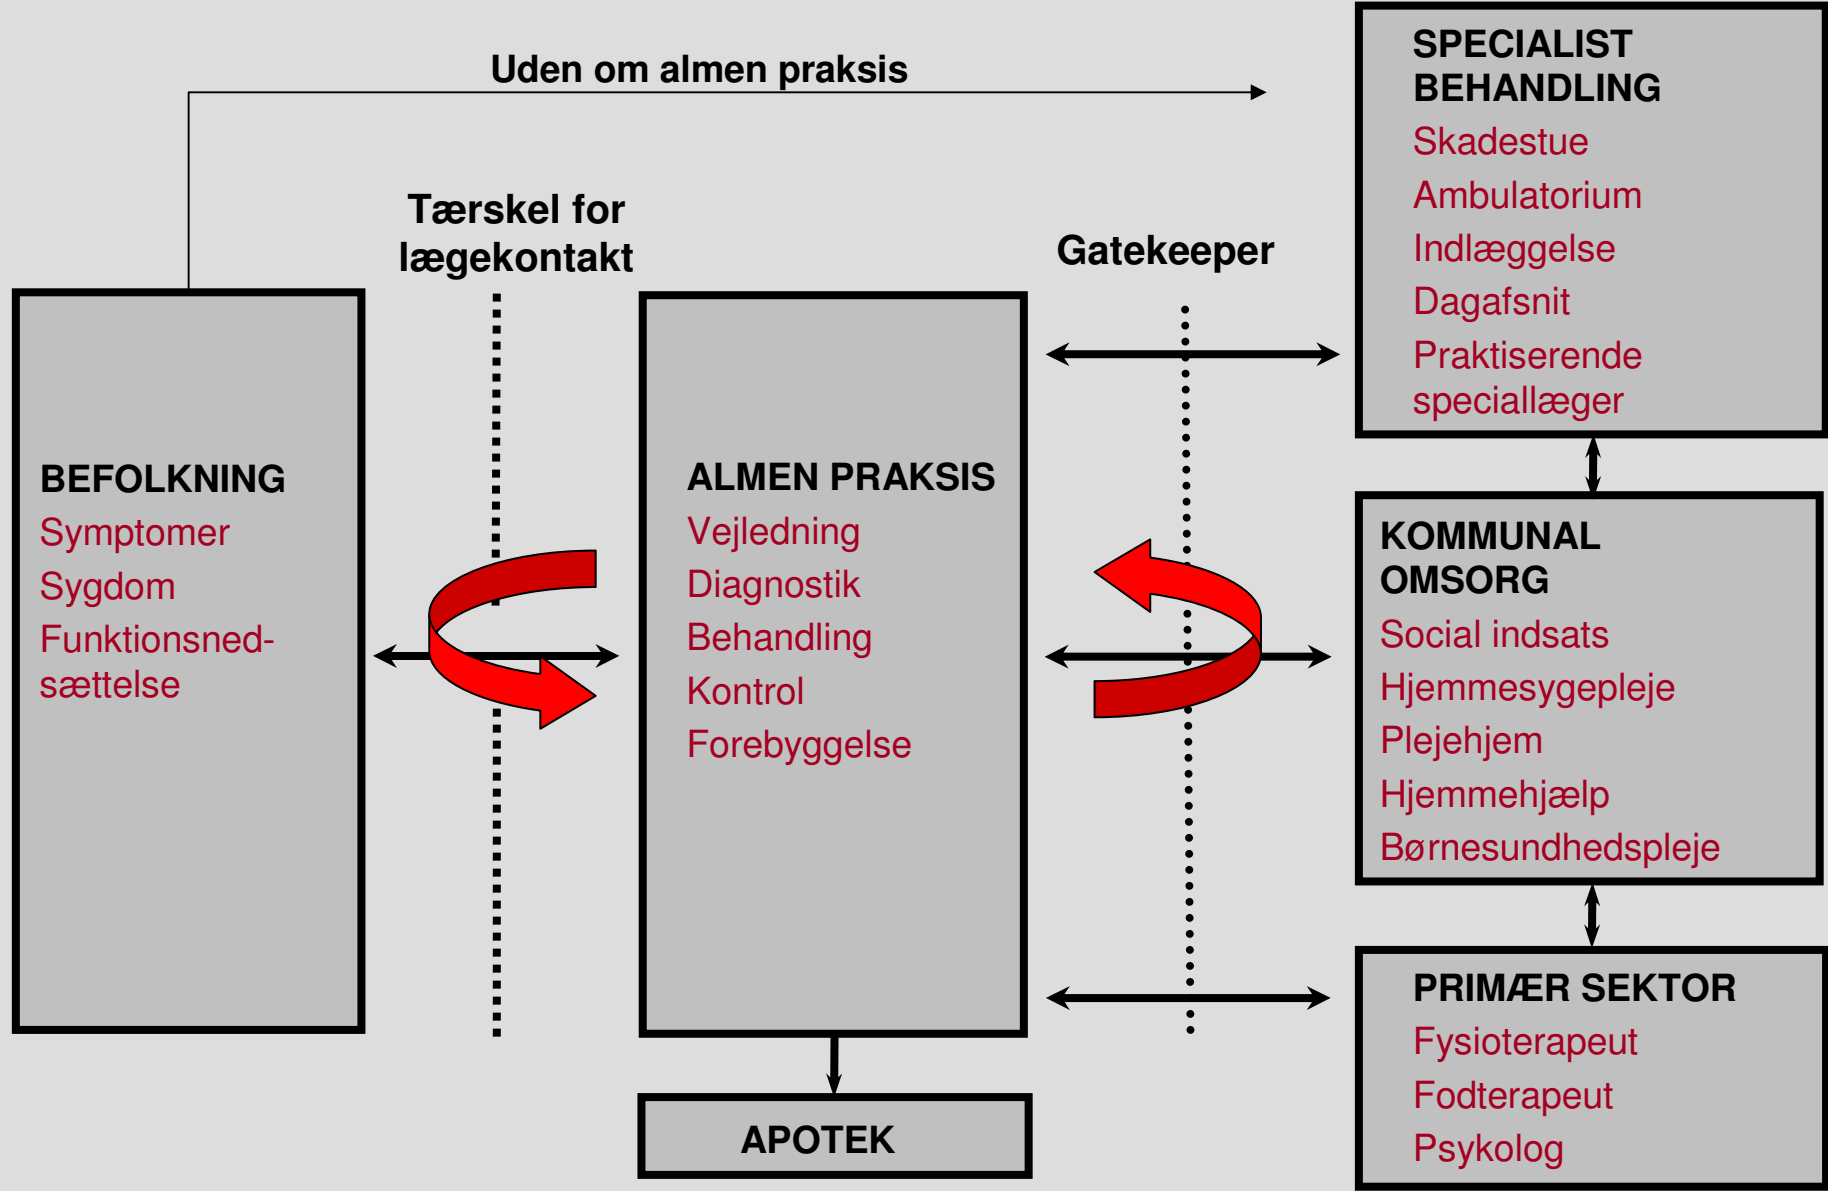 Uden om almen praksis
Tærskel for
lægekontakt
Gatekeeper
BEFOLKNING
Symptomer
Sygdom
Funktionsned-
sættelse
ALMEN PRAKSIS
Vejledning
Diagnostik
Behandling
Kontrol
Forebyggelse
APOTEK
SPECIALIST
BEHANDLING
Skadestue
Ambulatorium
Indlæggelse
Dagafsnit
Praktiserende
speciallæger
KOMMUNAL
OMSORG
Social indsats
Hjemmesygepleje
Plejehjem
Hjemmehjælp
Børnesundhedspleje
PRIMÆR SEKTOR
Fysioterapeut
Fodterapeut
Psykolog